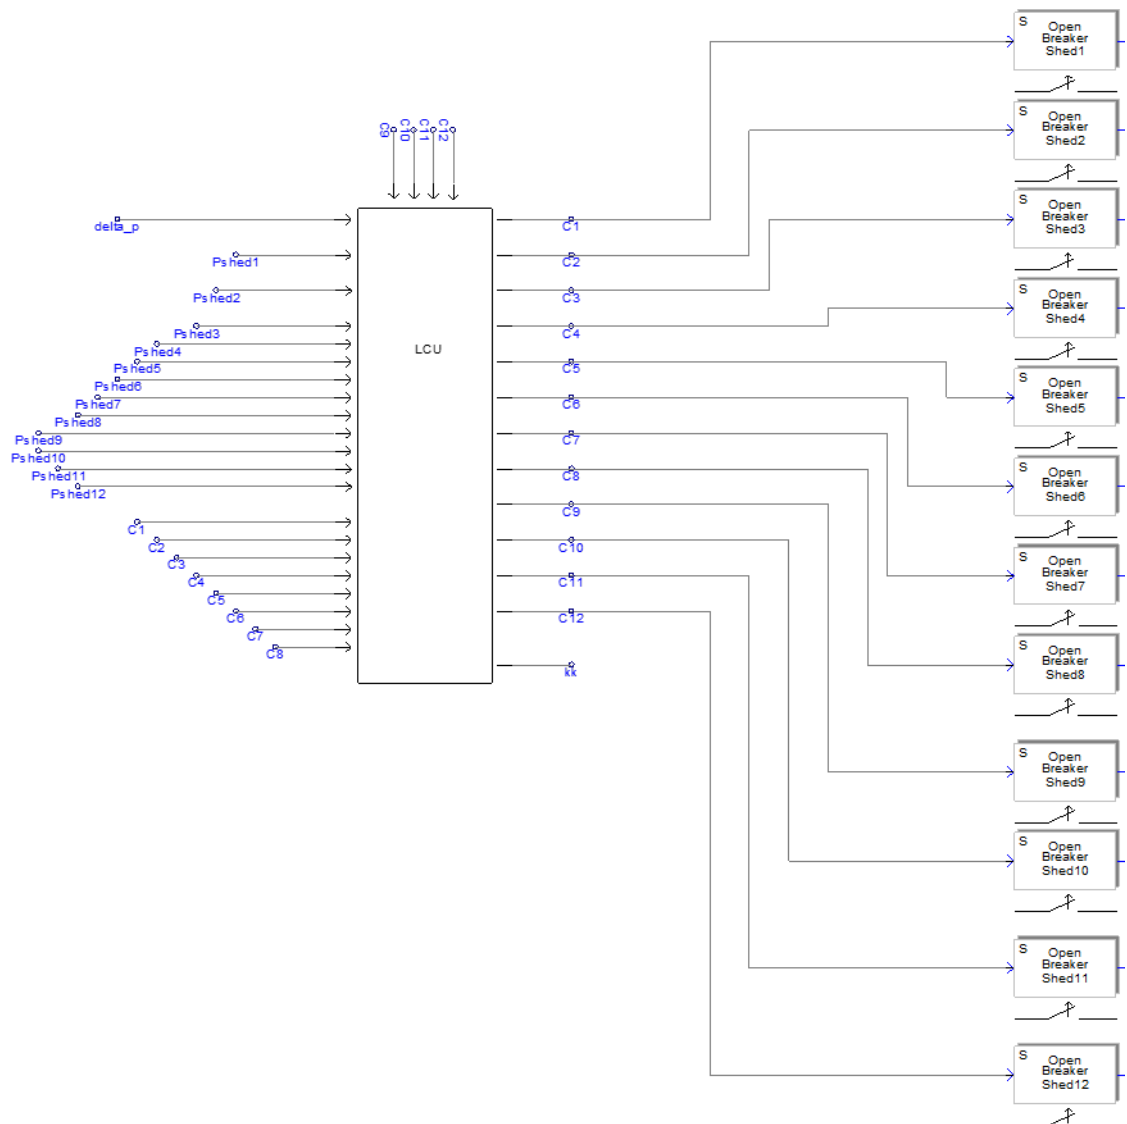 C9
C10
C11
C12
delta_p
Pshed1
Pshed2
Pshed3
Pshed4
Pshed5
Pshed6
Pshed7
Pshed8
Pshed9
Pshed10
Pshed11
Pshed12
C1
C2
C3
C4
C5
C6
C7
C8
LCU
C1
C2
C3
C4
C5
C6
C7
C8
C9
C10
C11
C12
kk
S
Open
Breaker
Shed1
S
Open
Breaker
Shed2
S
Open
Breaker
Shed3
S
Open
Breaker
Shed4
S
Open
Breaker
Shed5
S
Open
Breaker
Shed6
S
Open
Breaker
Shed7
S
Open
Breaker
Shed8
S
Open
Breaker
Shed9
S
Open
Breaker
Shed10
S
Open
Breaker
Shed11
S
Open
Breaker
Shed12